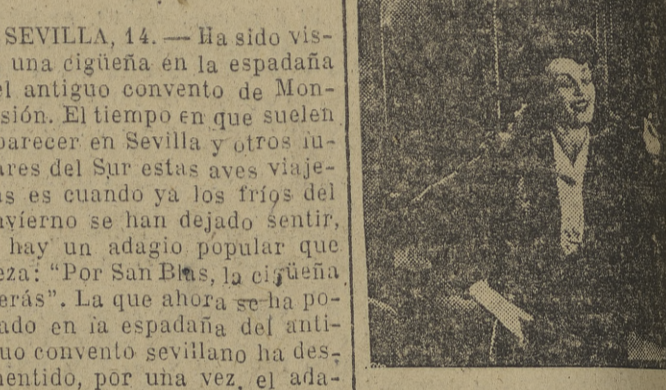 SEVILLA, 14. — Ha sido vis-
una cigüeña en la espadaña
el antiguo convento de Mon-
sión. El tiempo en que suelen
parecer en Sevilla y otros lu-
ares del Sur estas aves viaje-
as es cuando ya los fríos del
nvierno se han dejado sentir,
hay un adagio popular que
eza: "Por San Blas, la cigüeña
erás". La que ahora se ha po-
ado en la espadaña del anti-
uo convento sevillano ha des-
mentido, por una vez, el ada-